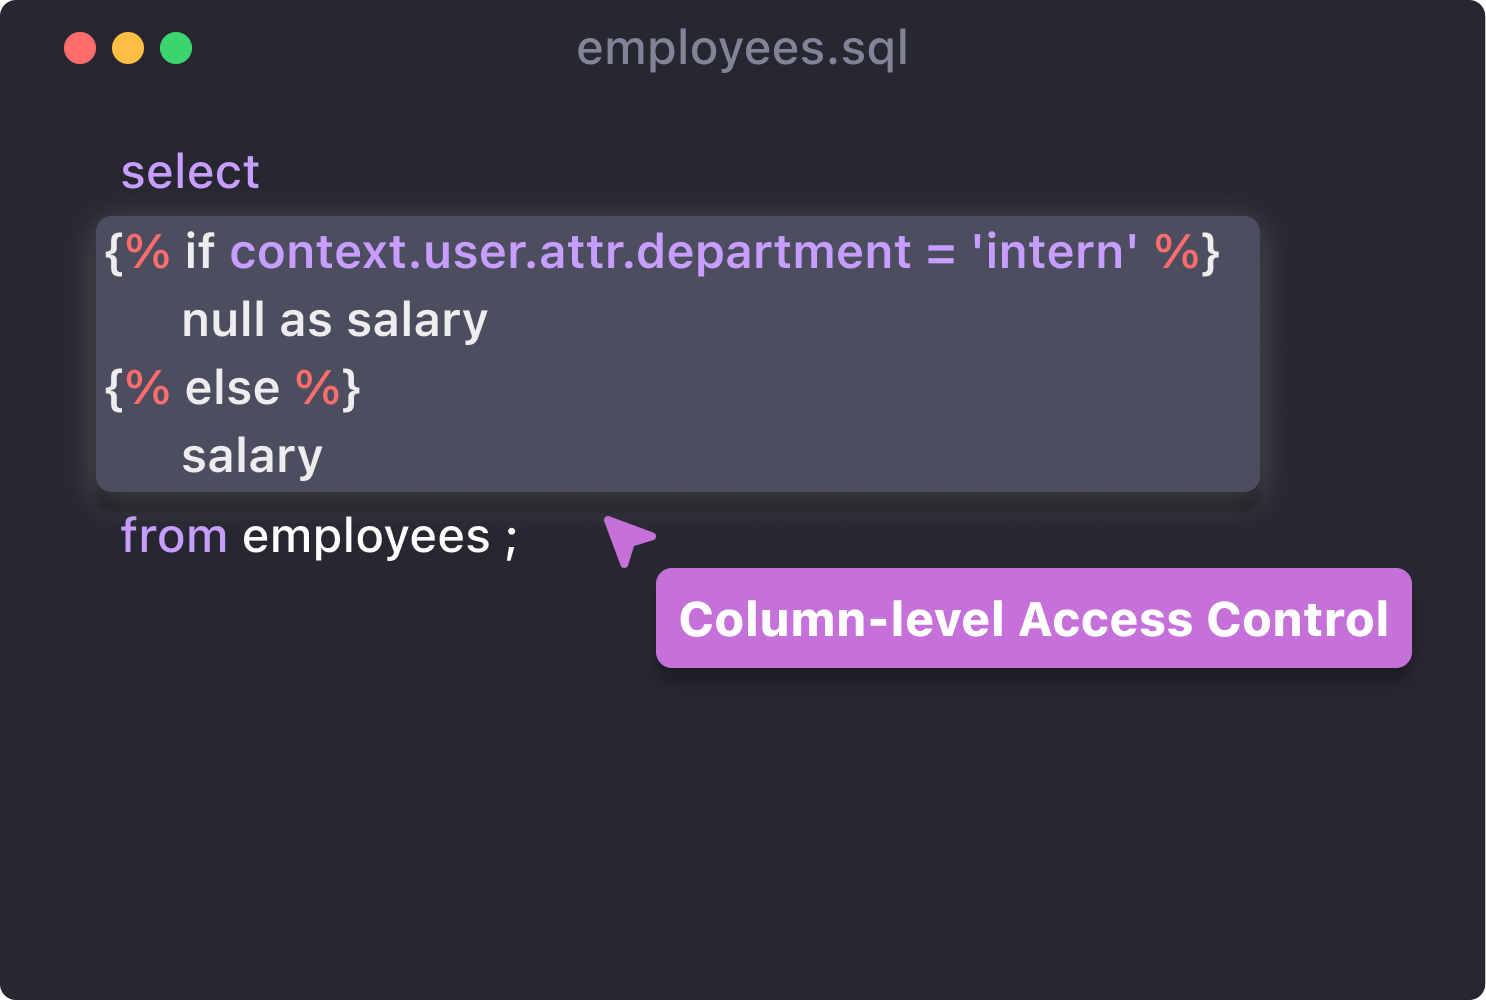 employees.sql
select
{% if context.user.attr.department = 'intern' %}
null as salary
{% else %}
salary
from employees ;
Column-level Access Control